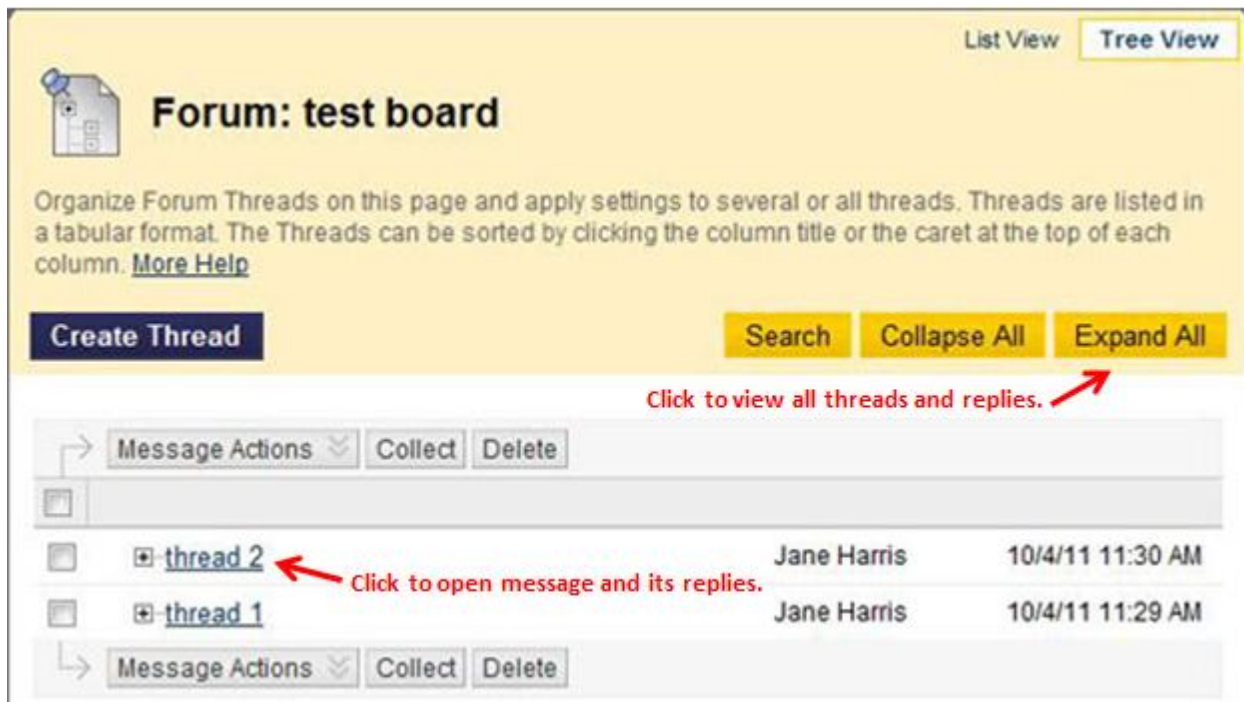 List View Tree View
Forum: test board
Organize Forum Threads on this page and apply settings to several or all threads. Threads are listed in
a tabular format. The Threads can be sorted by clicking the column title or the caret at the top of each
column. More Help
Create Thread Search Collapse All Expand All
Click to view all threads and replies.
Message Actions Collect Delete
thread 2 Jane Harris 10/4/11 11:30 AM
Click to open message and its replies.
thread 1 Jane Harris 10/4/11 11:29 AM
Message Actions Collect Delete